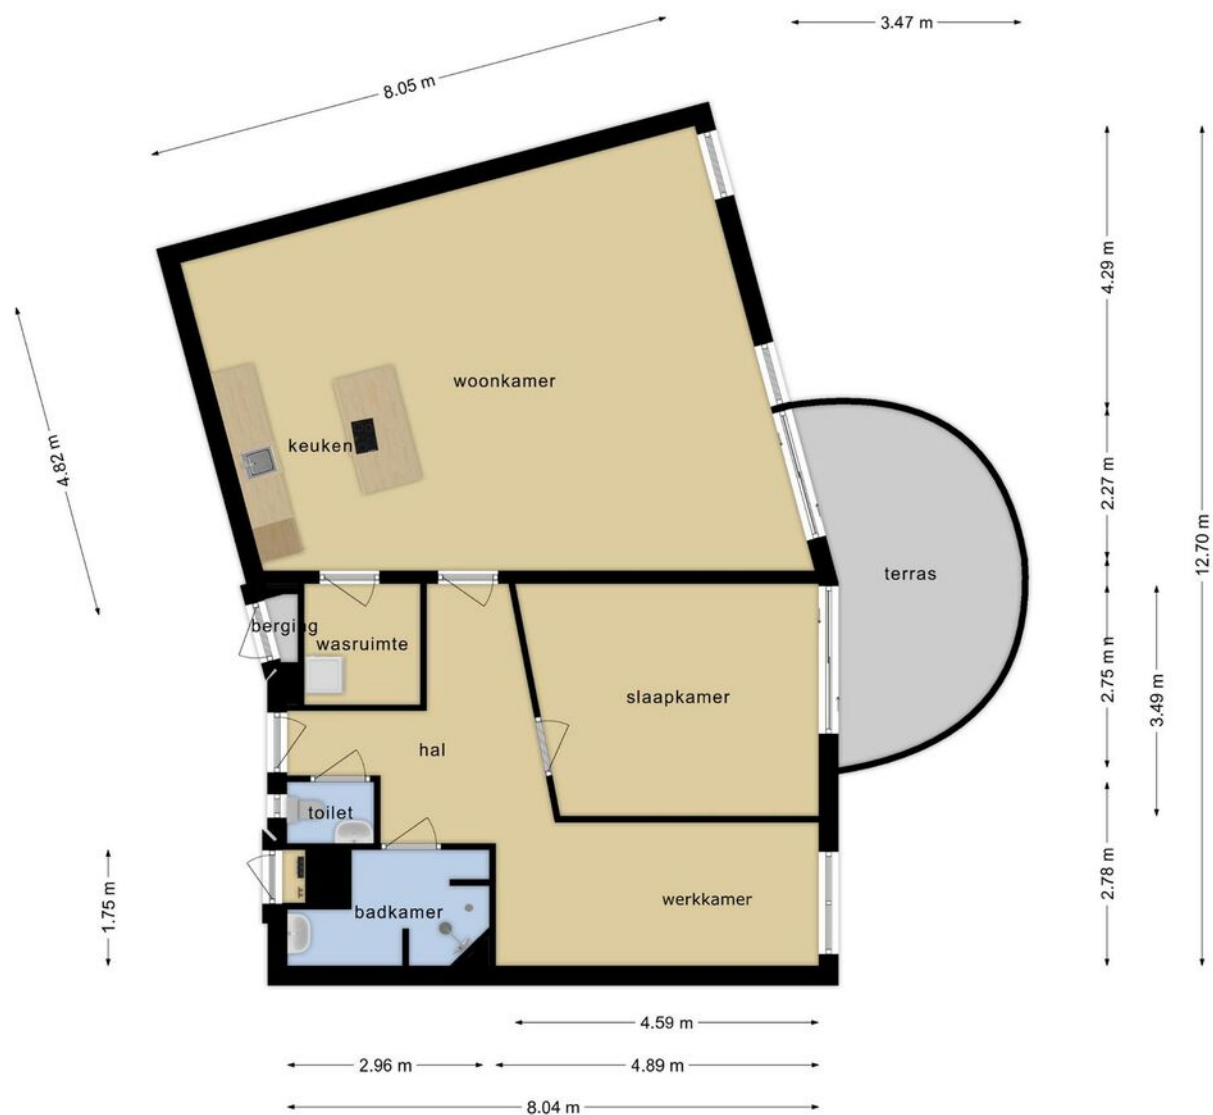 3.47 m
8.05 m
4.29 m
woonkamer
keuken
4.82 m
2.27 m
12.70 m
terras
berging
wasruimte
slaapkamer
2.75 m n
3.49 m
hal
toilet
2.78 m
werkkamer
1.75 m
badkamer
4.59 m
2.96 m
4.89 m
8.04 m